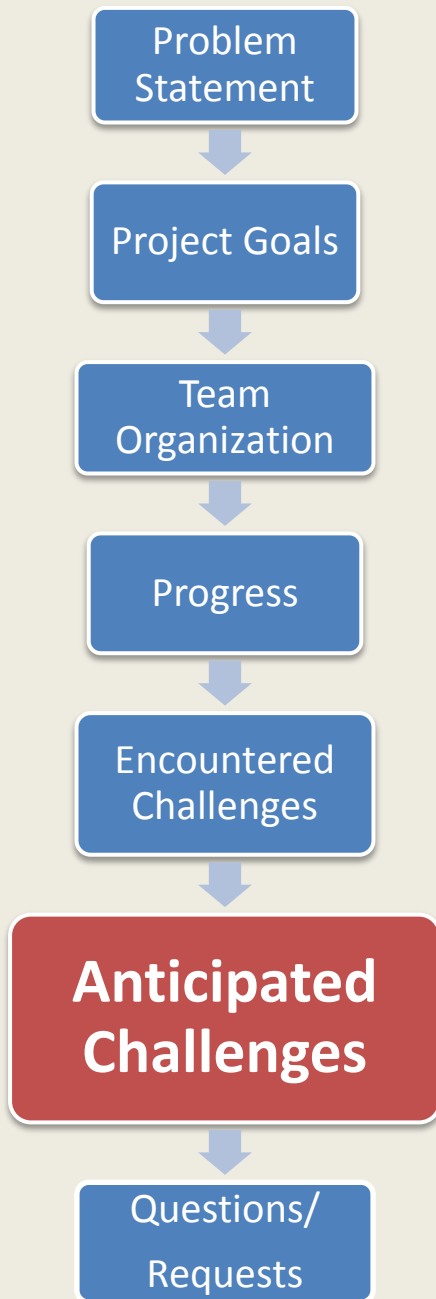 Problem
Statement
Project Goals
Team
Organization
Progress
Encountered
Challenges
Anticipated
Challenges
Questions/
Requests